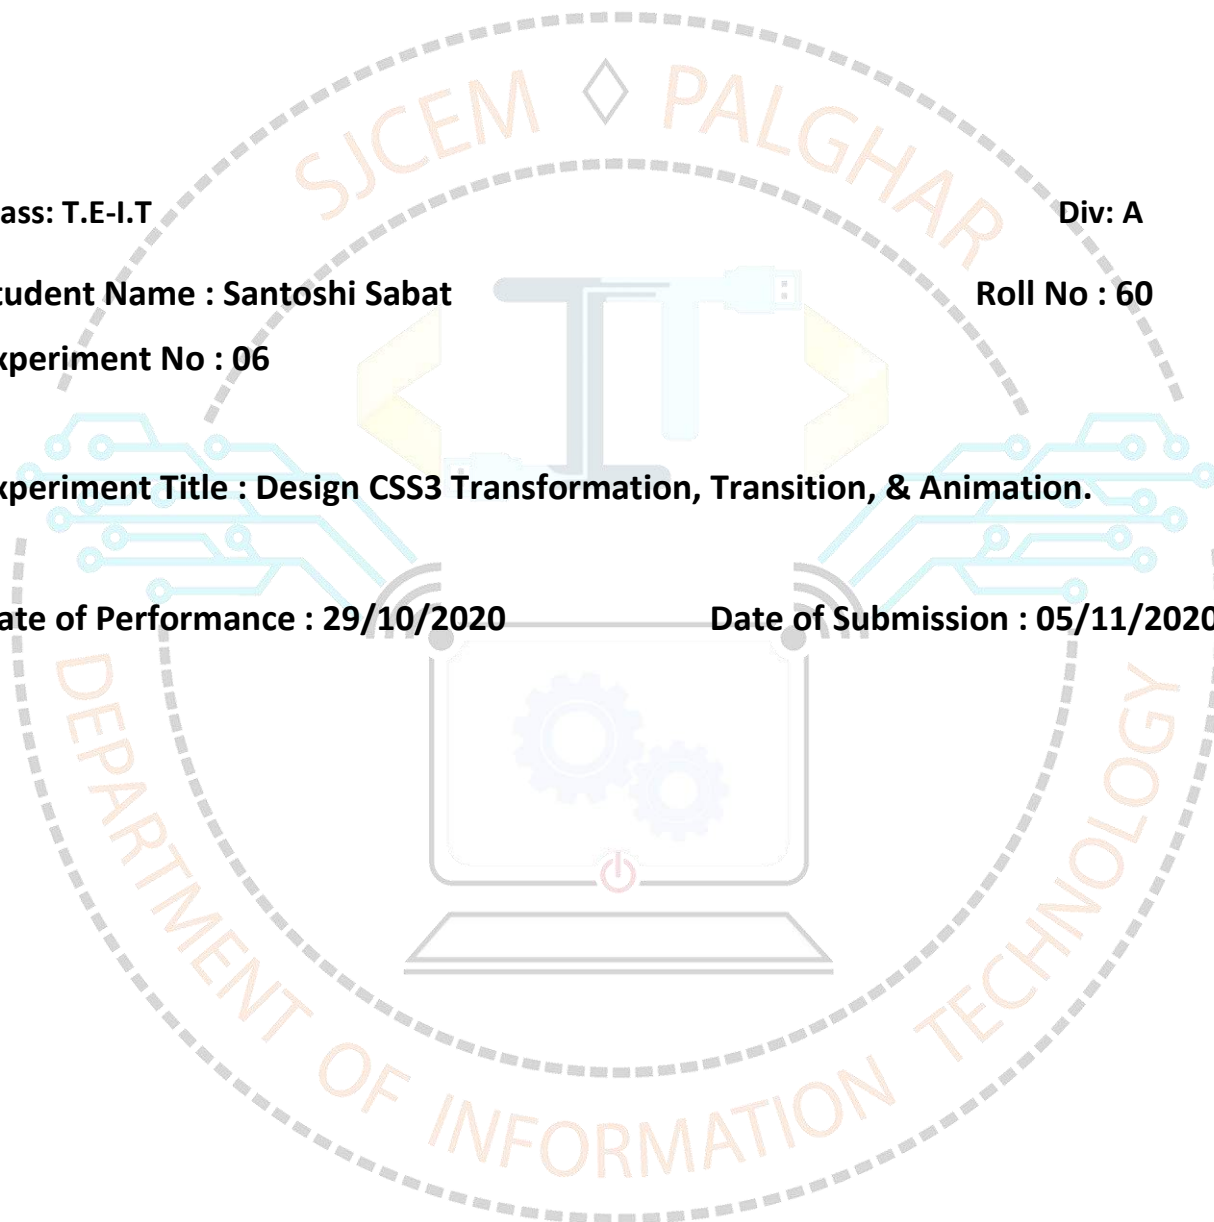 SJCEM ◊ PALGHAR
ass: T.E-I.T Div: A
tudent Name : Santoshi Sabat Roll No : 60
xperiment No : 06
xperiment Title : Design CSS3 Transformation, Transition, & Animation.
ate of Performance : 29/10/2020 Date of Submission : 05/11/2020
DEPARTMENT OF INFORMATION TECHNOLOGY